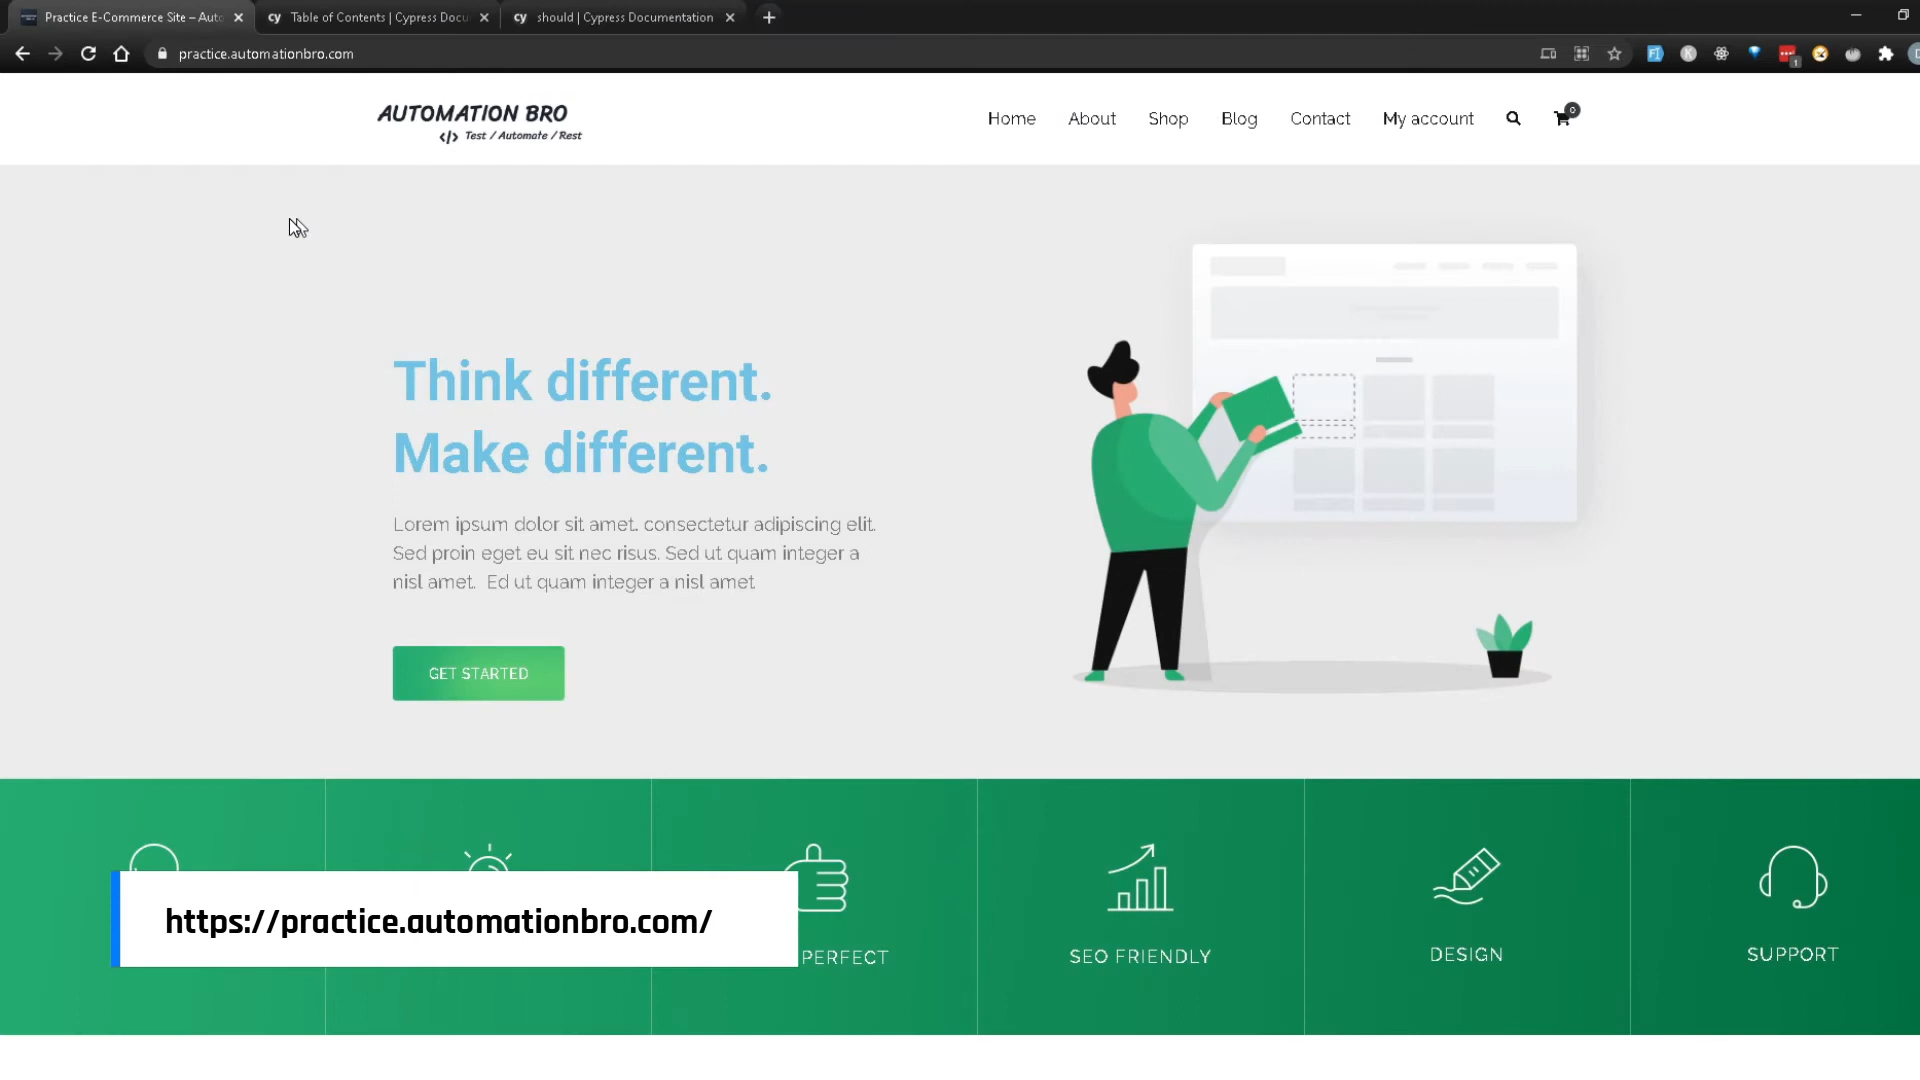 Practice E-Commerce Site – Auto
Table of Contents | Cypress Docu
cy
should | Cypress Documentation
cy
practice.automationbro.com
1
AUTOMATION BRO
</> Test / Automate / Rest
Home
About
Shop
Blog
Contact
My account
0
Think different.
Make different.
Lorem ipsum dolor sit amet. consectetur adipiscing elit.
Sed proin eget eu sit nec risus. Sed ut quam integer a
nisl amet.  Ed ut quam integer a nisl amet
GET STARTED
PERFECT
SEO FRIENDLY
DESIGN
SUPPORT
https://practice.automationbro.com/